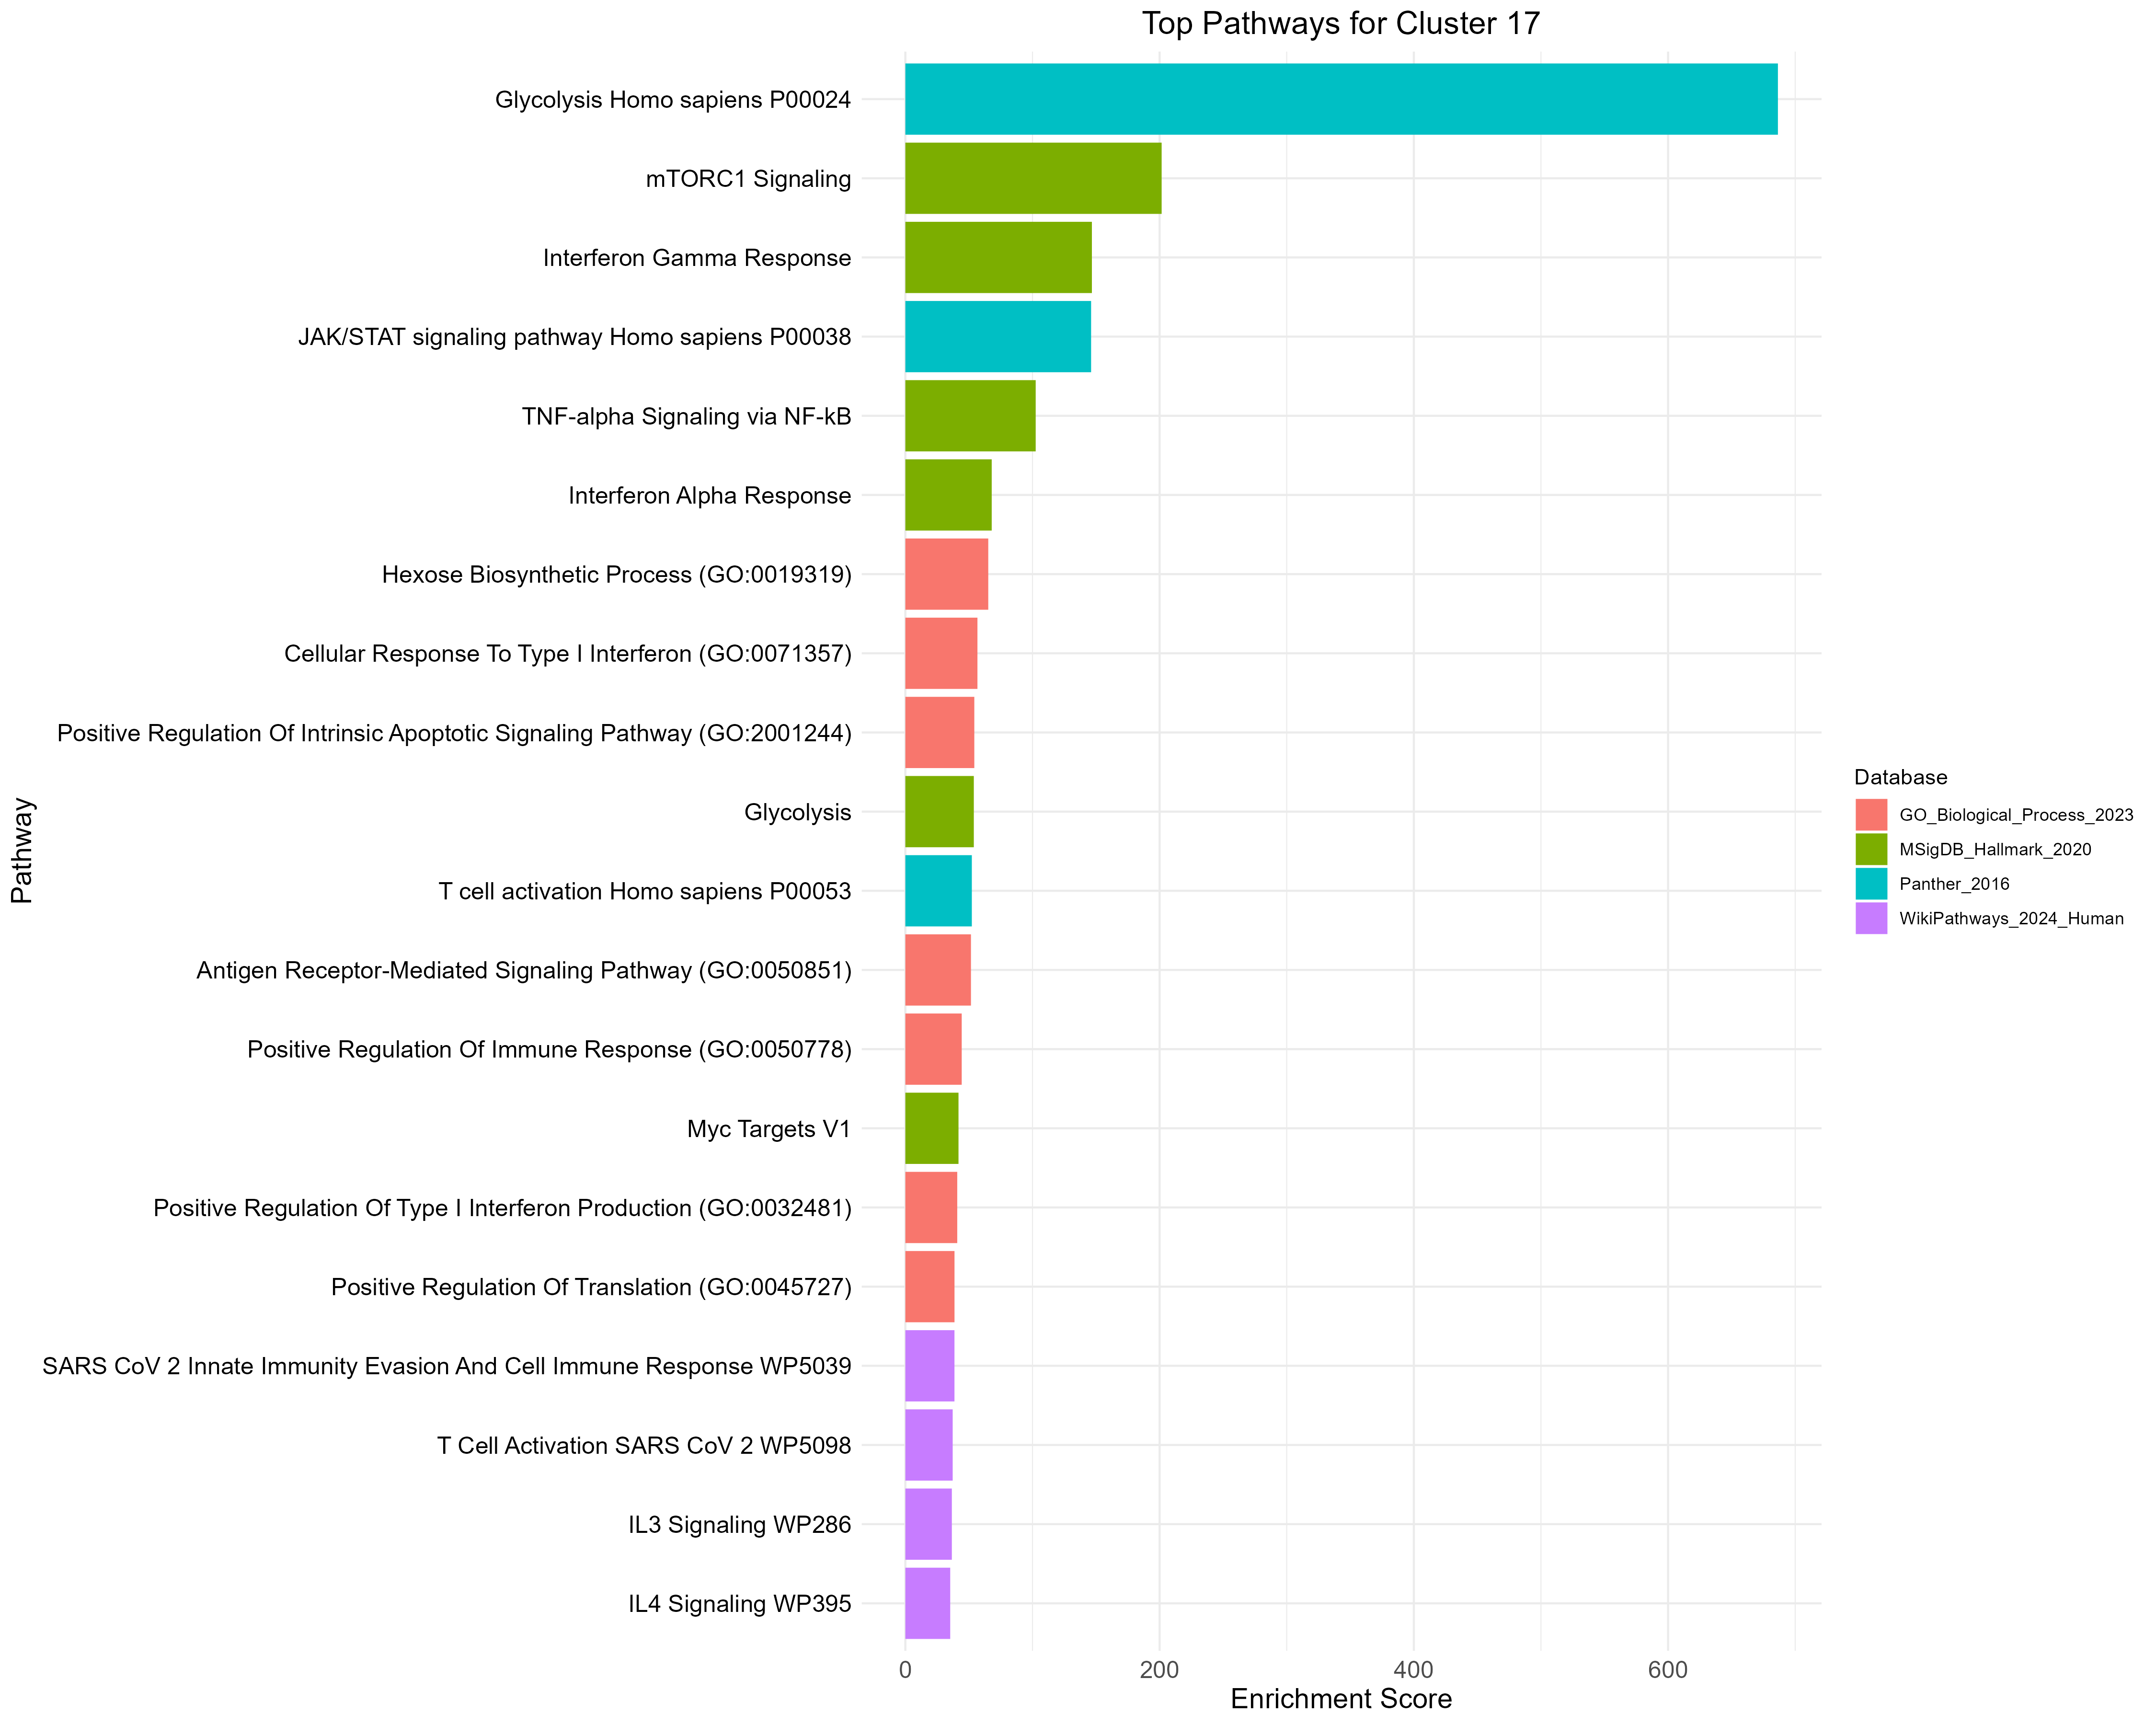 Top Pathways for Cluster 17
Pathway
Glycolysis Homo sapiens P00024
mTORC1 Signaling
Interferon Gamma Response
JAK/STAT signaling pathway Homo sapiens P00038
TNF-alpha Signaling via NF-kB
Interferon Alpha Response
Hexose Biosynthetic Process (GO:0019319)
Cellular Response To Type I Interferon (GO:0071357)
Positive Regulation Of Intrinsic Apoptotic Signaling Pathway (GO:2001244)
Glycolysis
T cell activation Homo sapiens P00053
Antigen Receptor-Mediated Signaling Pathway (GO:0050851)
Positive Regulation Of Immune Response (GO:0050778)
Myc Targets V1
Positive Regulation Of Type I Interferon Production (GO:0032481)
Positive Regulation Of Translation (GO:0045727)
SARS CoV 2 Innate Immunity Evasion And Cell Immune Response WP5039
T Cell Activation SARS CoV 2 WP5098
IL3 Signaling WP286
IL4 Signaling WP395
0 200 400 600
Enrichment Score
Database
GO_Biological_Process_2023
MSigDB_Hallmark_2020
Panther_2016
WikiPathways_2024_Human